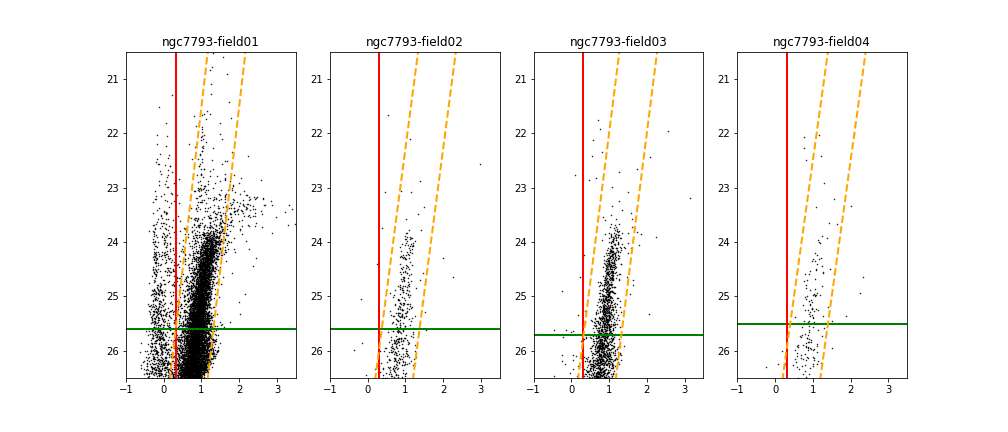 ngc7793-field01 ngc7793-field02 ngc7793-field03 ngc7793-field04
21 21 21 21
22 22 22 22
23 23 23 23
24 24 24 24
25 25 25 25
26 26 26 26
−1 0 1 2 3 −1 0 1 2 3 −1 0 1 2 3 −1 0 1 2 3